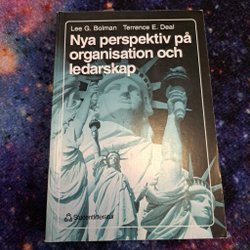 Lee G. Bolman Terrence E. Deal
Nya perspektiv på
organisation och
ledarskap
Studentlitteratur